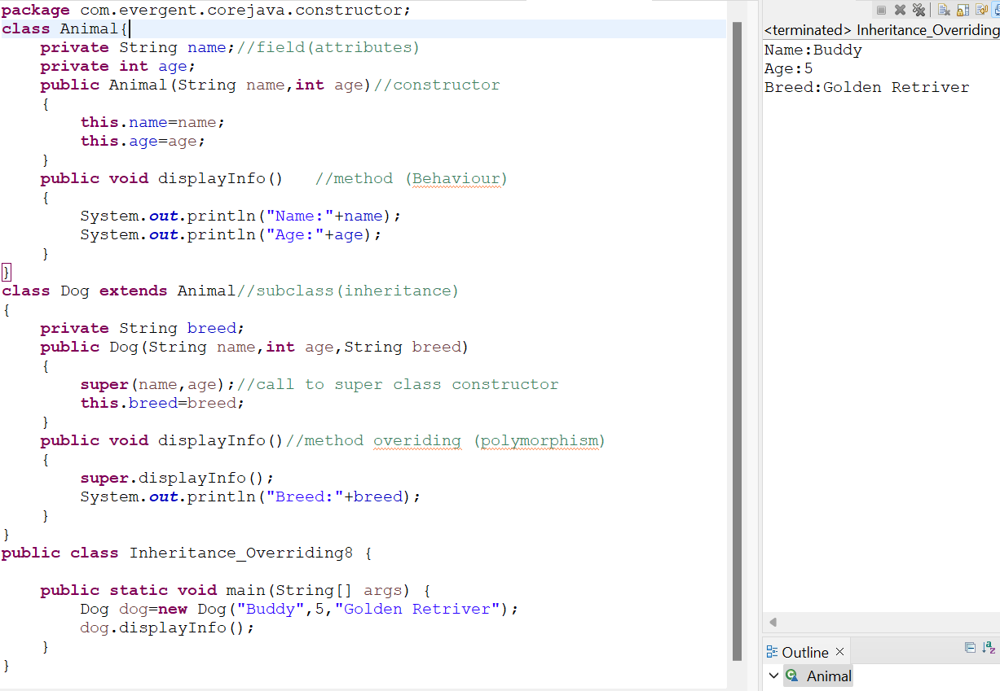 package com.evergent.corejava.constructor;
class Animal{
    private String name;//field(attributes)
    private int age;
    public Animal(String name,int age)//constructor
    {
        this.name=name;
        this.age=age;
    }
    public void displayInfo()   //method (Behaviour)
    {
        System.out.println("Name:"+name);
        System.out.println("Age:"+age);
    }
}
class Dog extends Animal//subclass(inheritance)
{
    private String breed;
    public Dog(String name,int age,String breed)
    {
        super(name,age);//call to super class constructor
        this.breed=breed;
    }
    public void displayInfo()//method overiding (polymorphism)
    {
        super.displayInfo();
        System.out.println("Breed:"+breed);
    }
}
public class Inheritance_Overriding8 {

    public static void main(String[] args) {
        Dog dog=new Dog("Buddy",5,"Golden Retriver");
        dog.displayInfo();
    }
}
<terminated> Inheritance_Overriding
Name:Buddy
Age:5
Breed:Golden Retriver
Outline
Animal